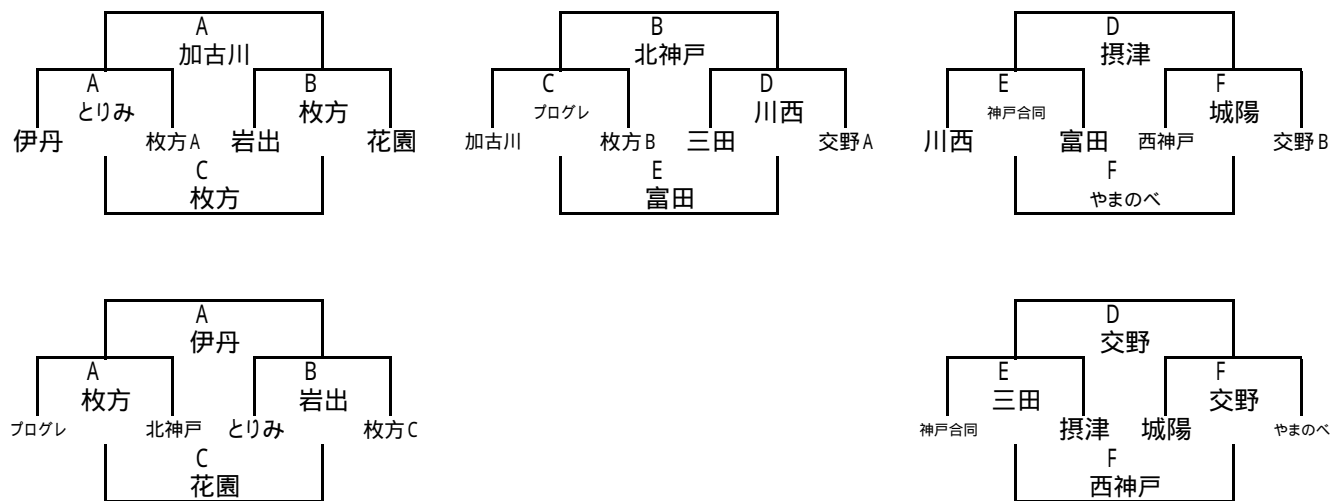 A
加古川
A
とりみ
B
枚方
伊丹 枚方A 岩出 花園
C
枚方
B
北神戸
C
プログレ
D
川西
加古川 枚方B 三田 交野A
E
富田
D
摂津
E
神戸合同
F
城陽
川西 富田 西神戸 交野B
F
やまのべ
A
伊丹
A
枚方
B
岩出
プログレ 北神戸 とりみ 枚方C
C
花園
D
交野
E
三田
F
交野
神戸合同 摂津 城陽 やまのべ
F
西神戸